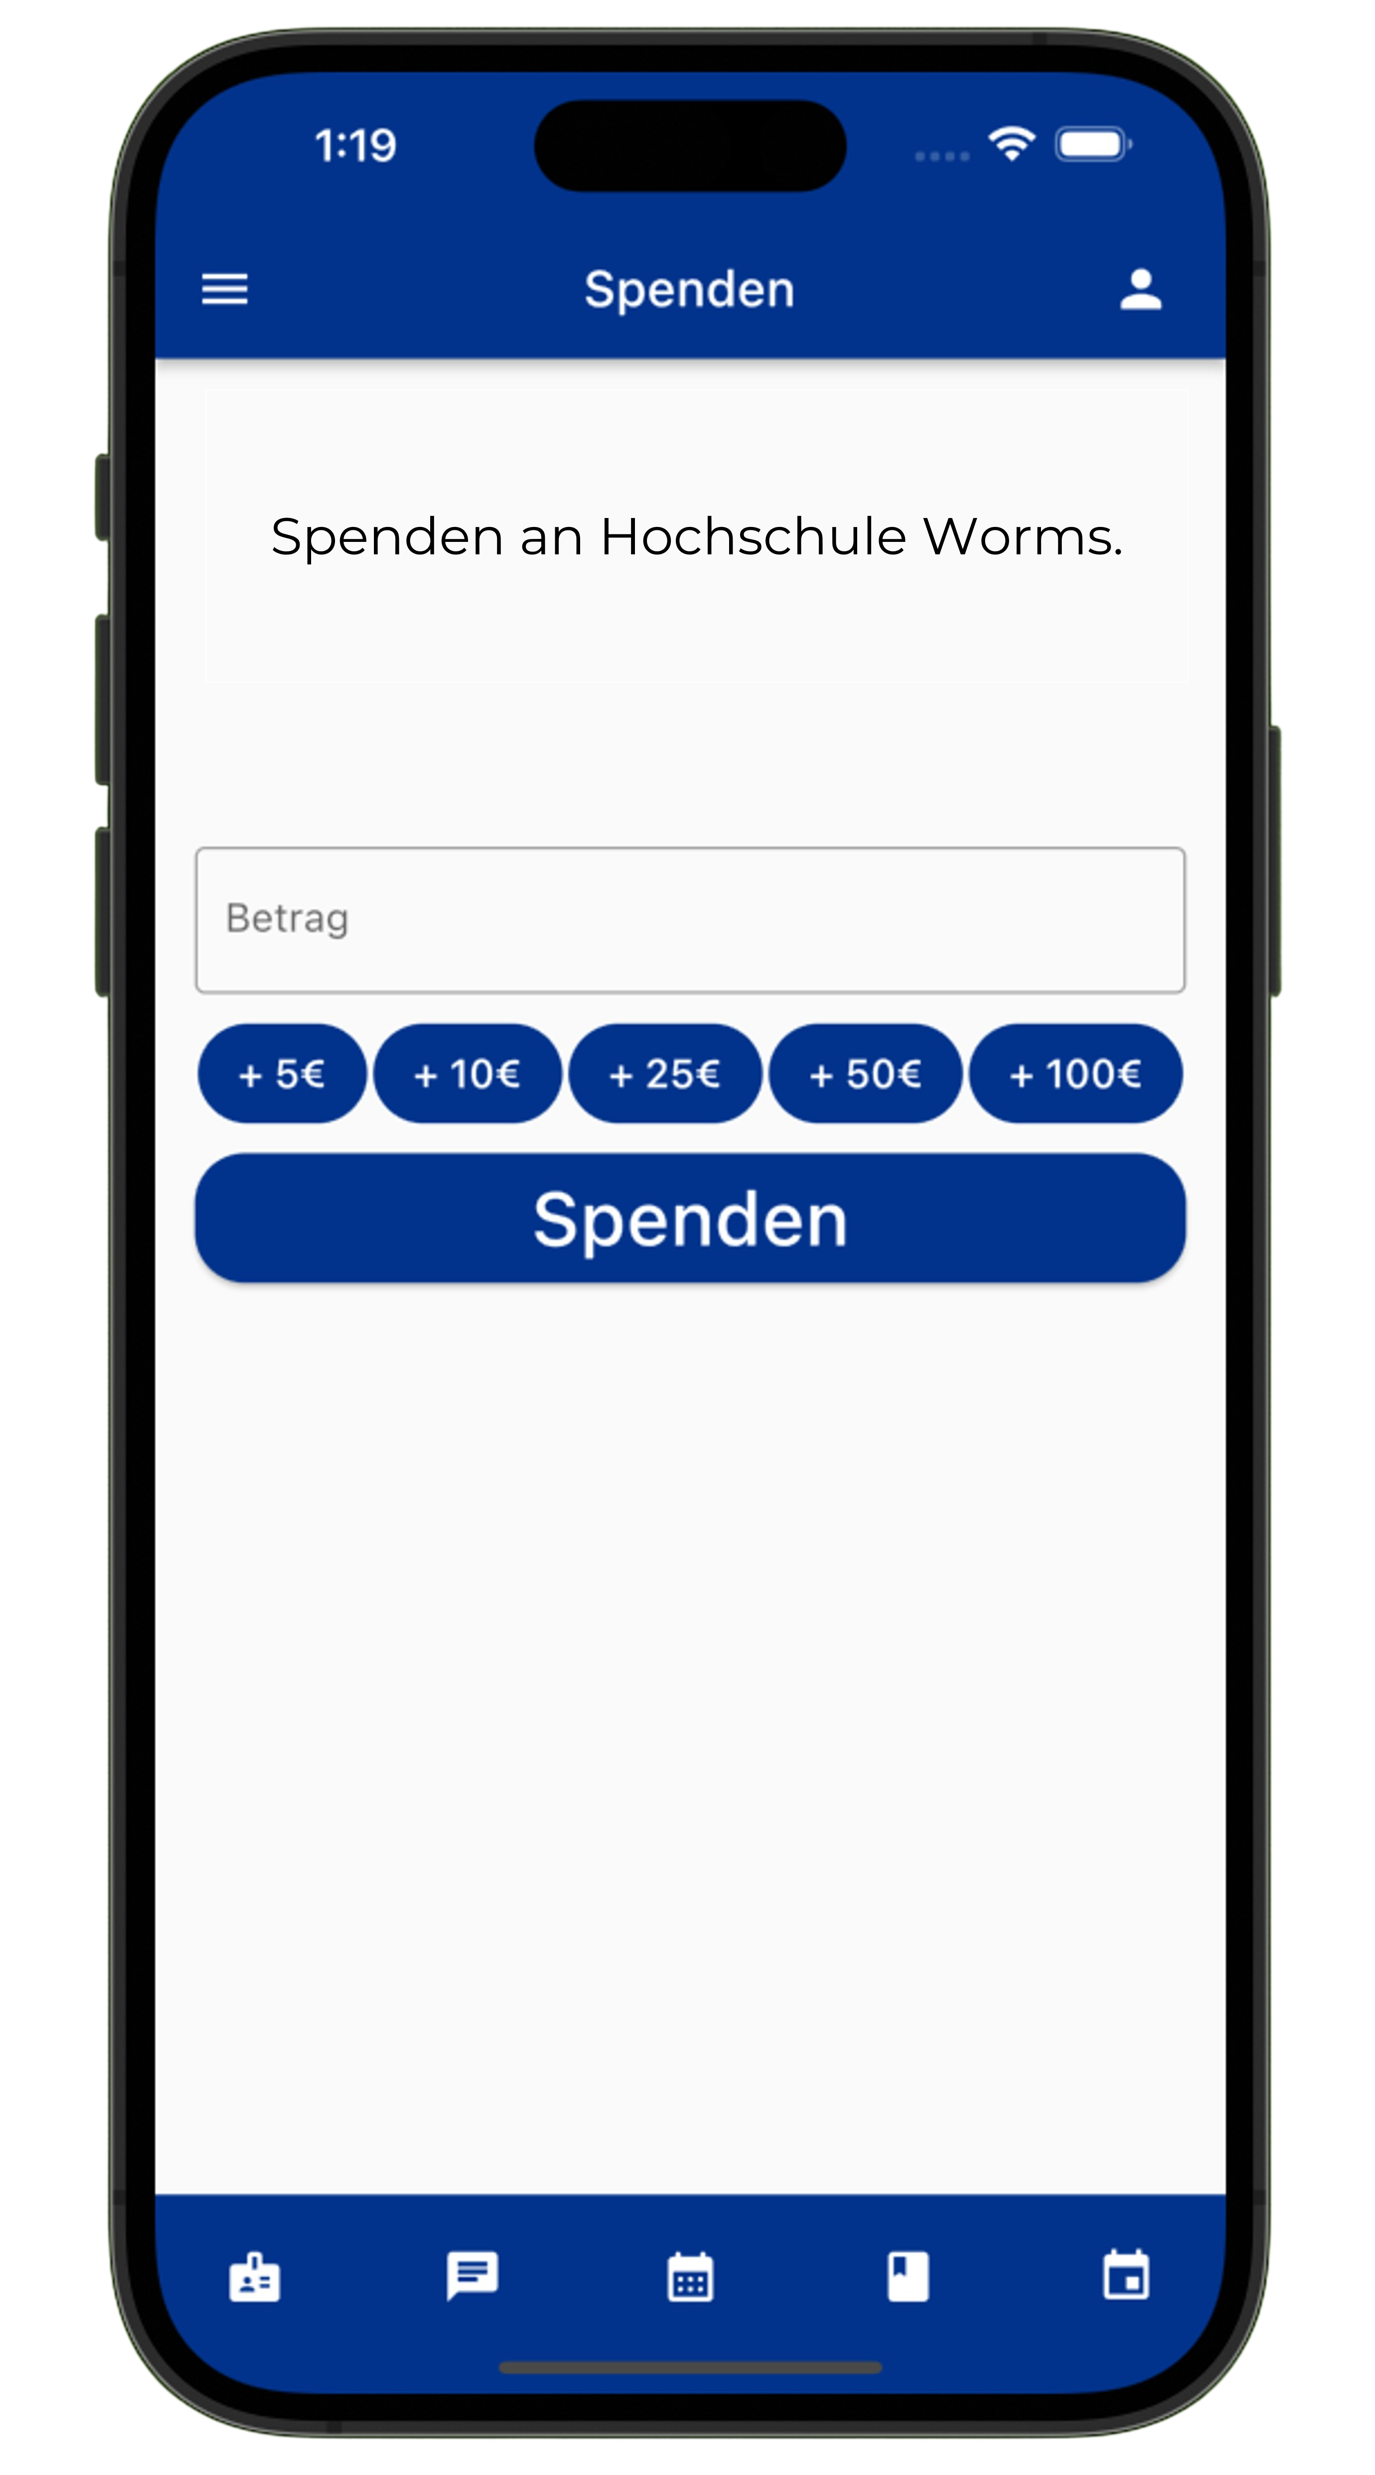 1:19
Spenden
Spenden an Hochschule Worms.
Betrag
+ 5€ + 10€ + 25€ + 50€ + 100€
Spenden